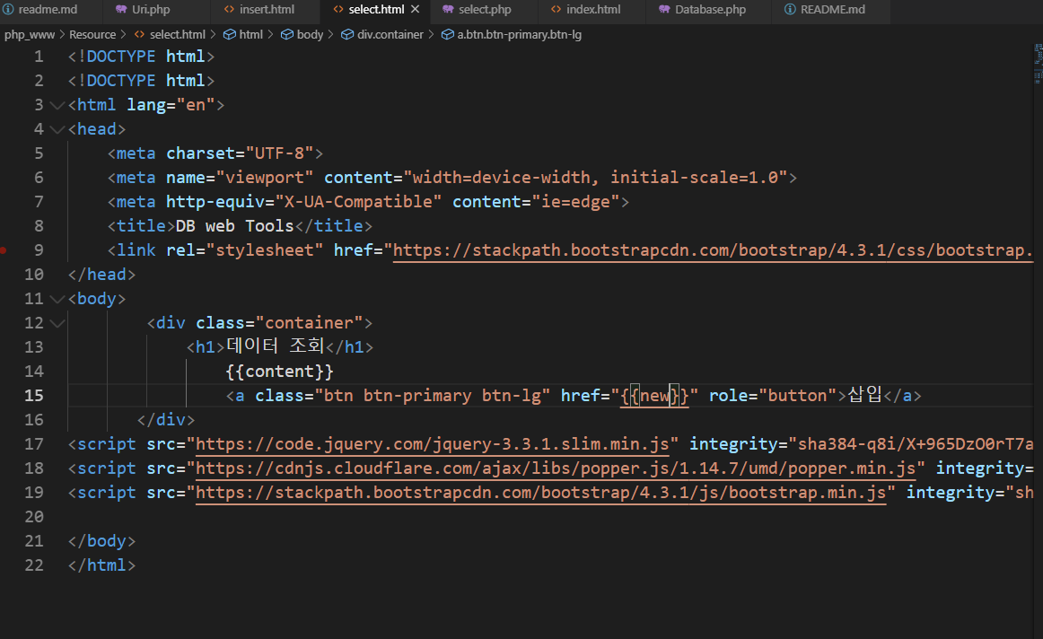 readme.md Uri.php insert.html select.html select.php index.html Database.php README.md
php_www > Resource > select.html > html > body > div.container > a.btn.btn-primary.btn-lg
1 <!DOCTYPE html>
2 <!DOCTYPE html>
3 <html lang="en">
4 <head>
5 <meta charset="UTF-8">
6 <meta name="viewport" content="width=device-width, initial-scale=1.0">
7 <meta http-equiv="X-UA-Compatible" content="ie=edge">
8 <title>DB web Tools</title>
9 <link rel="stylesheet" href="https://stackpath.bootstrapcdn.com/bootstrap/4.3.1/css/bootstrap.
10 </head>
11 <body>
12 <div class="container">
13 <h1>데이터 조회</h1>
14 {{content}}
15 <a class="btn btn-primary btn-lg" href="{{new}}" role="button">삽입</a>
16 </div>
17 <script src="https://code.jquery.com/jquery-3.3.1.slim.min.js" integrity="sha384-q8i/X+965DzO0rT7a
18 <script src="https://cdnjs.cloudflare.com/ajax/libs/popper.js/1.14.7/umd/popper.min.js" integrity=
19 <script src="https://stackpath.bootstrapcdn.com/bootstrap/4.3.1/js/bootstrap.min.js" integrity="sh
20
21 </body>
22 </html>